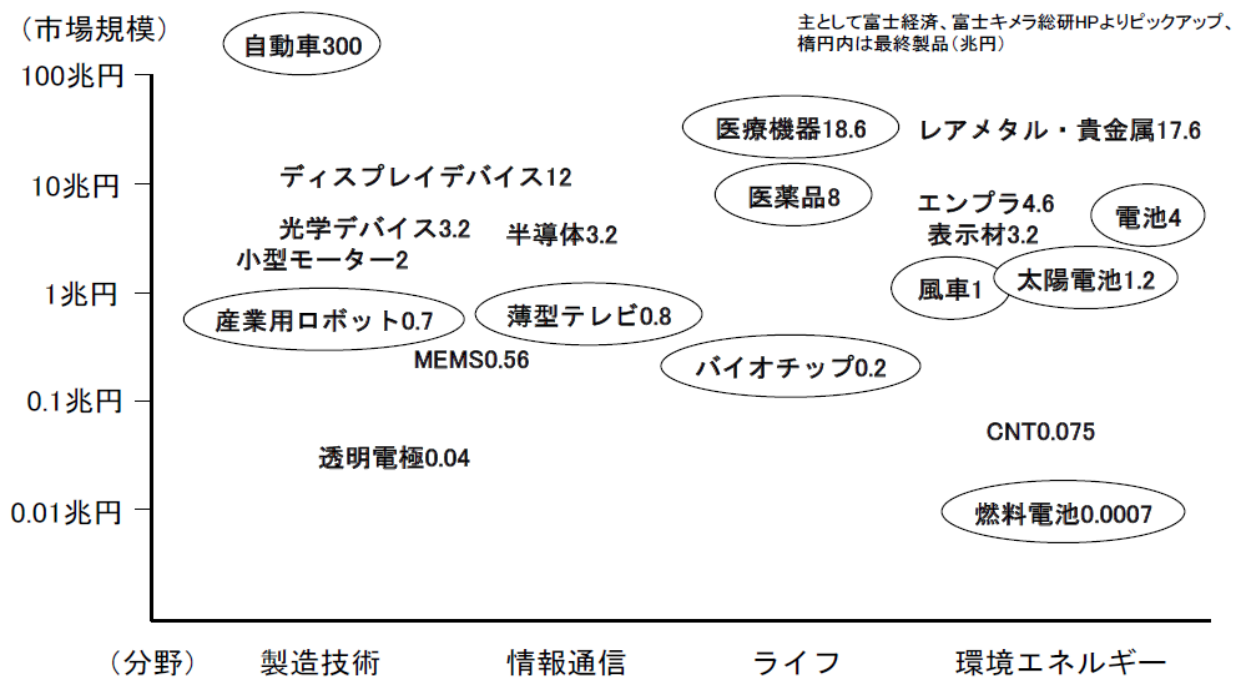 （市場規模）
主として富士経済、富士キメラ総研HPよりピックアップ、
楕円内は最終製品（兆円）
自動車300
100兆円
医療機器18.6
レアメタル・貴金属17.6
ディスプレイデバイス12
10兆円
医薬品8
エンプラ4.6
電池4
光学デバイス3.2
半導体3.2
表示材3.2
小型モーター2
1兆円
風車1
太陽電池1.2
産業用ロボット0.7
薄型テレビ0.8
MEMS0.56
バイオチップ0.2
0.1兆円
CNT0.075
透明電極0.04
0.01兆円
燃料電池0.0007
（分野）
製造技術
情報通信
ライフ
環境エネルギー